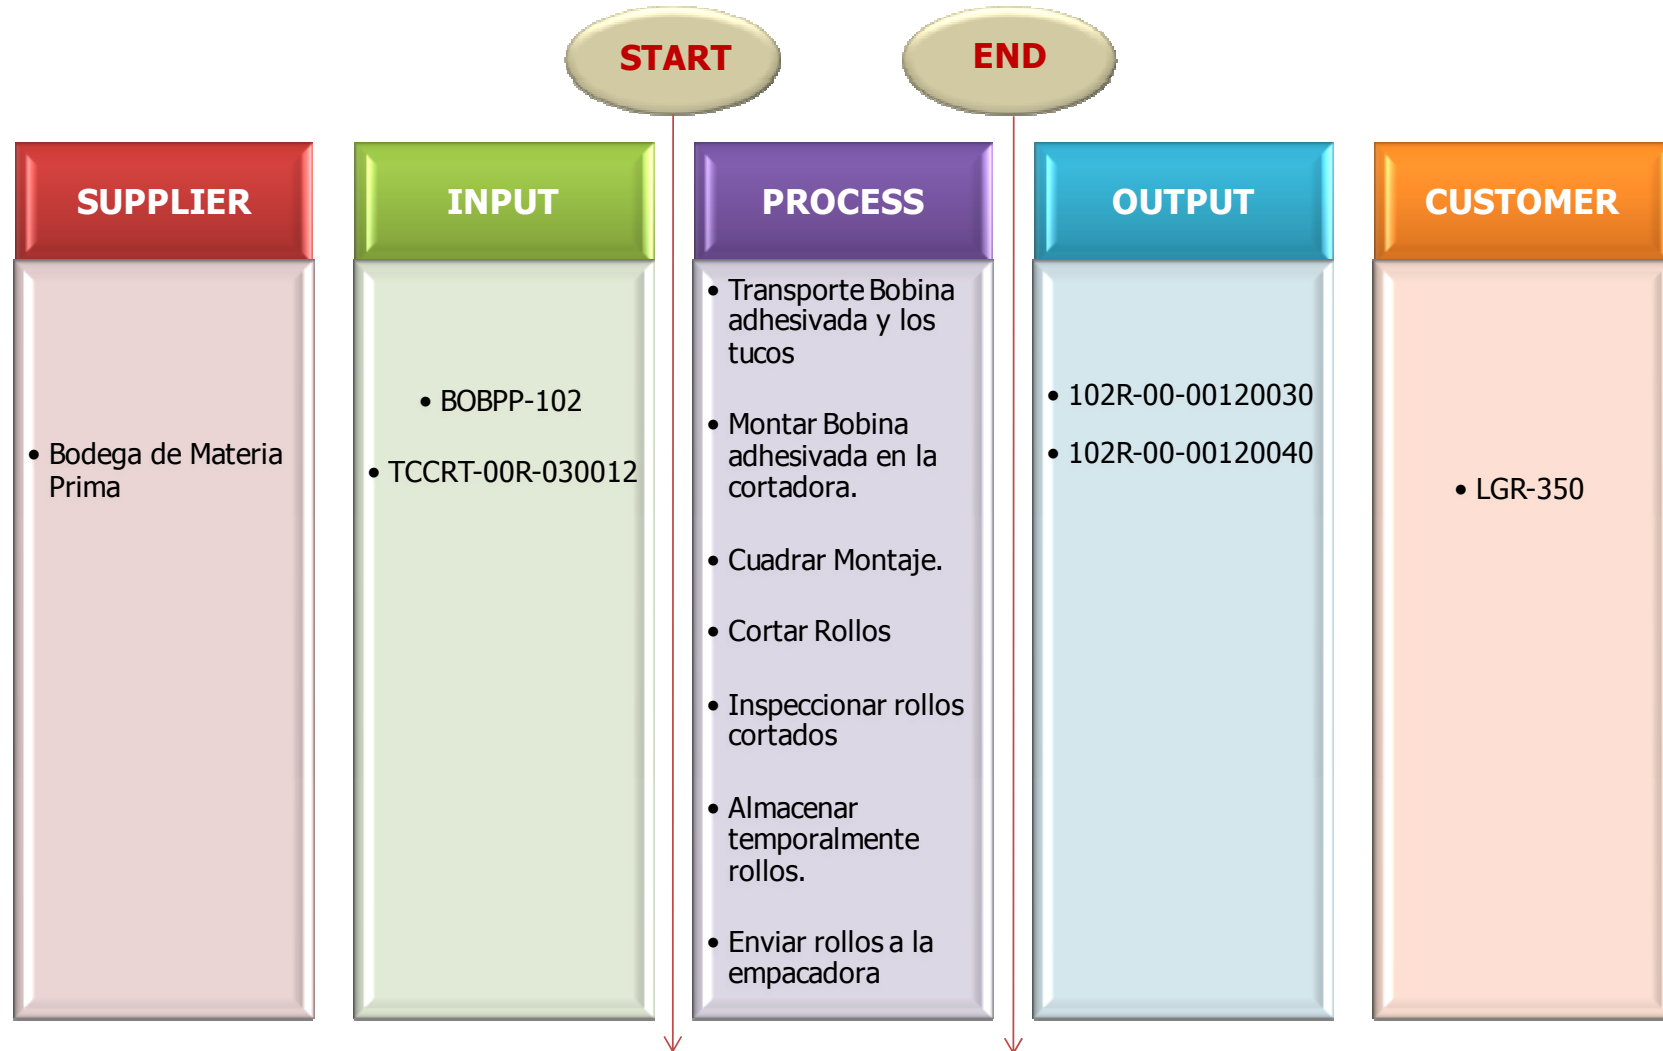 START
END
SUPPLIER
INPUT
PROCESS
OUTPUT
CUSTOMER
• Bodega de Materia
Prima
• BOBPP-102
• TCCRT-00R-030012
• Transporte Bobina
adhesivada y los
tucos
• Montar Bobina
adhesivada en la
cortadora.
• Cuadrar Montaje.
• Cortar Rollos
• Inspeccionar rollos
cortados
• Almacenar
temporalmente
rollos.
• Enviar rollos a la
empacadora
• 102R-00-00120030
• 102R-00-00120040
• LGR-350